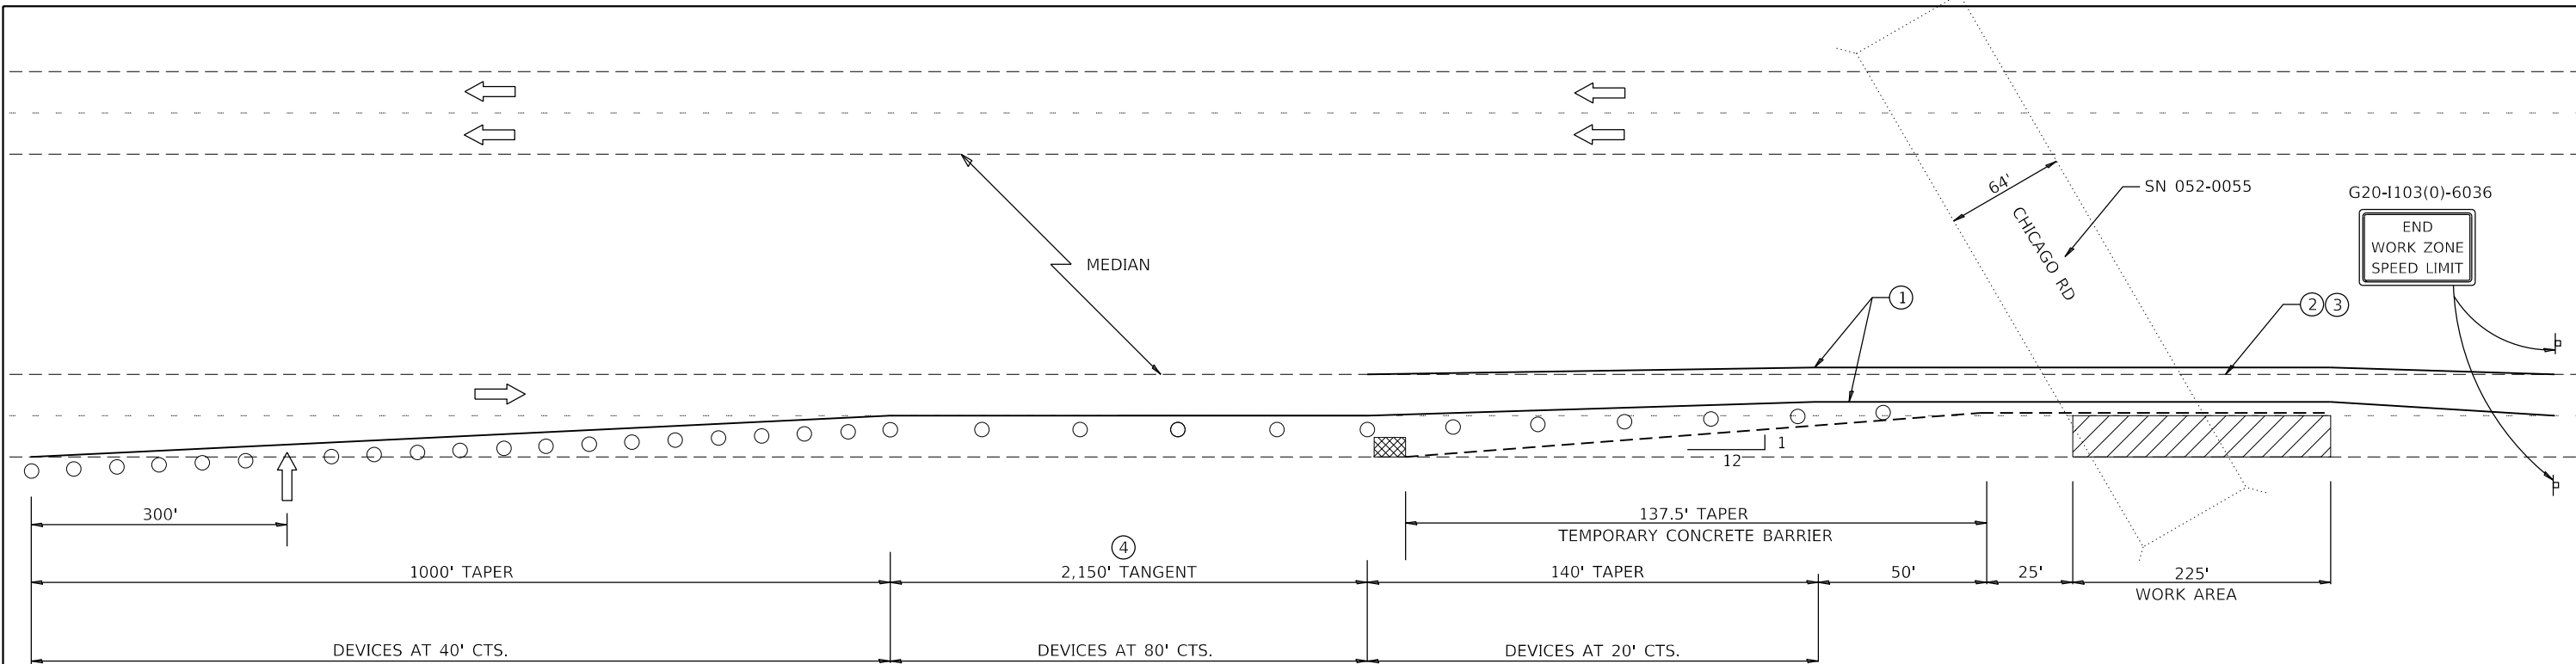 SN 052-0055
G20-I103(0)-6036
64'
CHICAGO RD
END
WORK ZONE
SPEED LIMIT
MEDIAN
1
2 3
1
12
300'
137.5' TAPER
TEMPORARY CONCRETE BARRIER
4
1000' TAPER
2,150' TANGENT
140' TAPER
50'
25'
225'
WORK AREA
DEVICES AT 40' CTS.
DEVICES AT 80' CTS.
DEVICES AT 20' CTS.